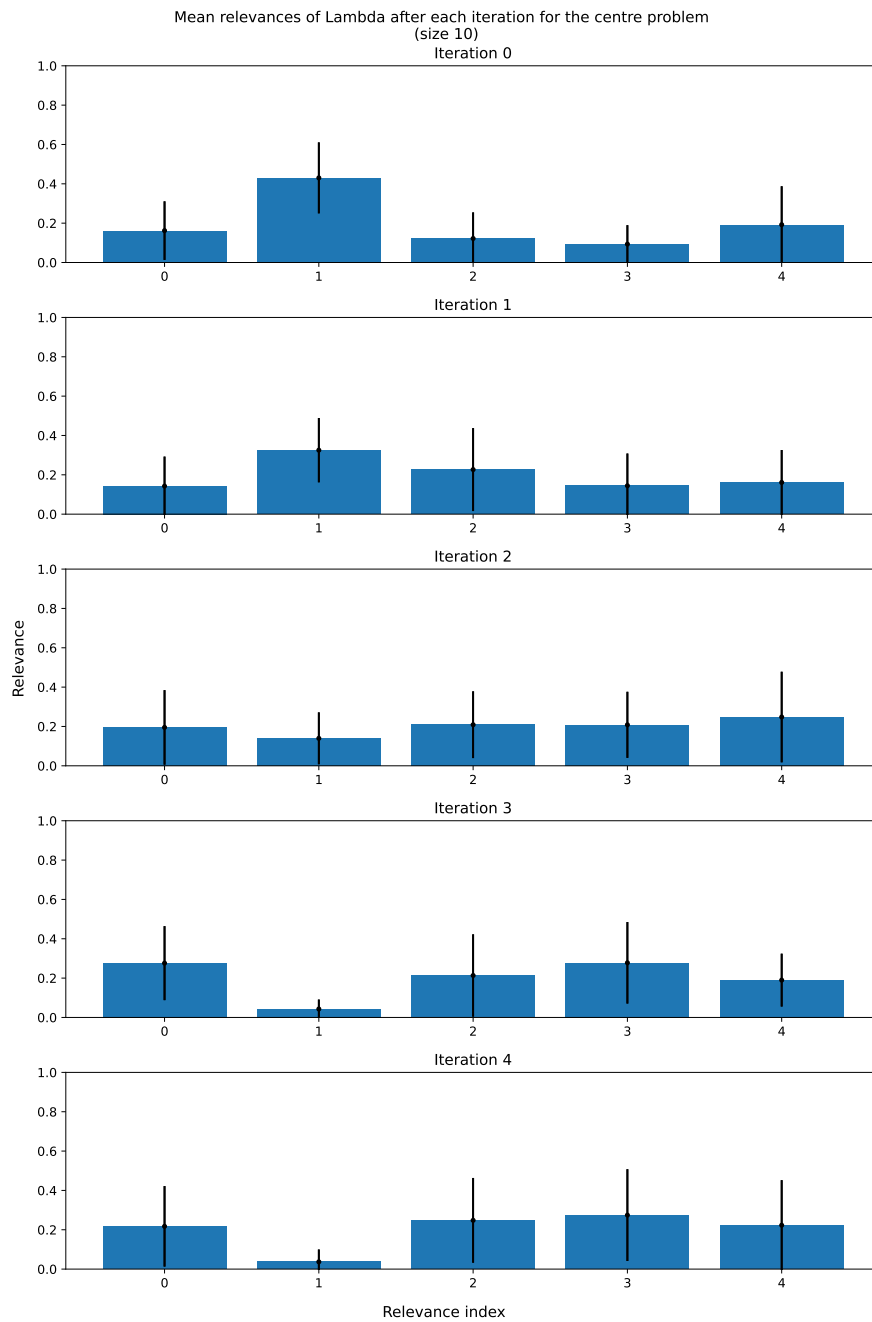 Mean relevances of Lambda after each iteration for the centre problem
(size 10)
Iteration 0
1.0
0.8
0.6
0.4
0.2
0.0
0 1 2 3 4
Iteration 1
1.0
0.8
0.6
0.4
0.2
0.0
0 1 2 3 4
Iteration 2
1.0
0.8
0.6
0.4
0.2
0.0
0 1 2 3 4
Relevance
Iteration 3
1.0
0.8
0.6
0.4
0.2
0.0
0 1 2 3 4
Iteration 4
1.0
0.8
0.6
0.4
0.2
0.0
0 1 2 3 4
Relevance index